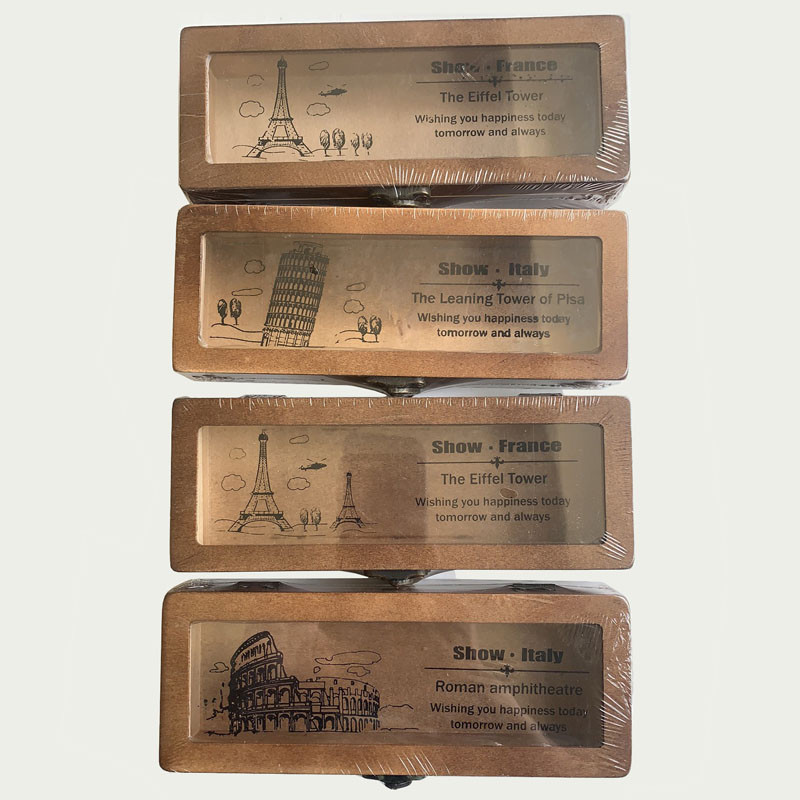 Show · France
The Eiffel Tower
Wishing you happiness today
tomorrow and always
Show · Italy
The Leaning Tower of Pisa
Wishing you happiness today
tomorrow and always
Show · France
The Eiffel Tower
Wishing you happiness today
tomorrow and always
Show · Italy
Roman amphitheatre
Wishing you happiness today
tomorrow and always